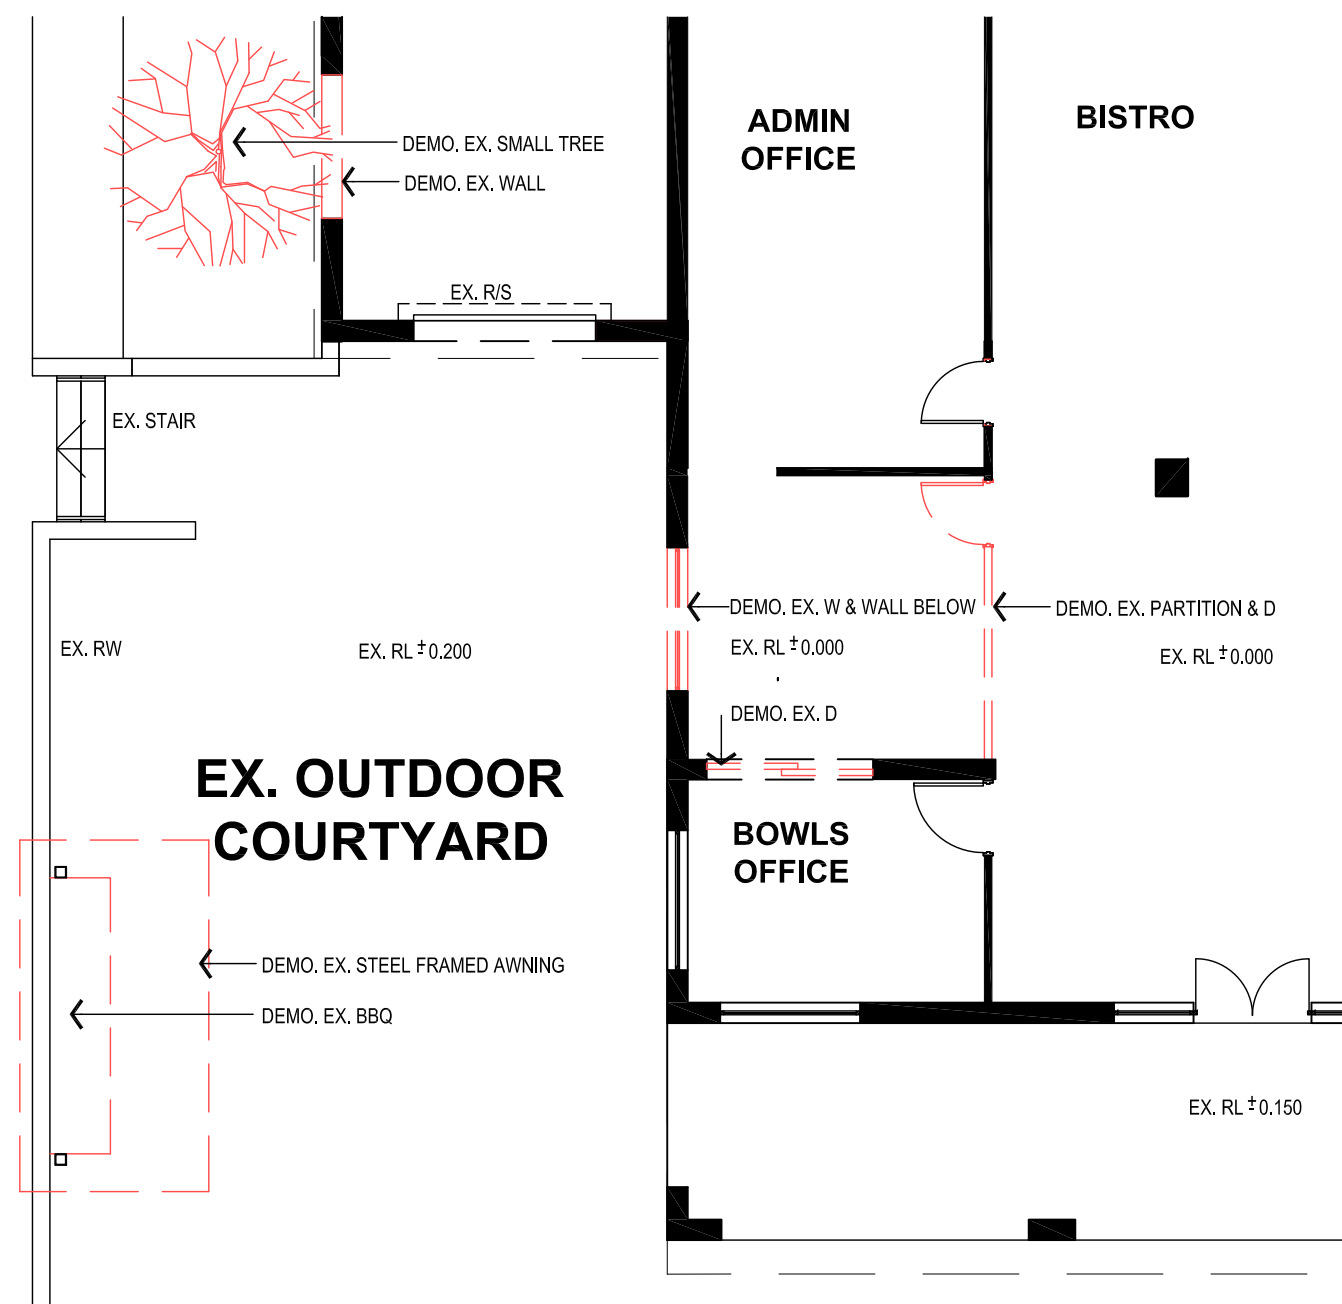 ADMIN
OFFICE
BISTRO
DEMO. EX. SMALL TREE
DEMO. EX. WALL
EX. R/S
EX. STAIR
DEMO. EX. W & WALL BELOW
DEMO. EX. PARTITION & D
EX. RW
EX. RL ±0.200
EX. RL ±0.000
EX. RL ±0.000
DEMO. EX. D
EX. OUTDOOR
COURTYARD
BOWLS
OFFICE
DEMO. EX. STEEL FRAMED AWNING
DEMO. EX. BBQ
EX. RL ±0.150